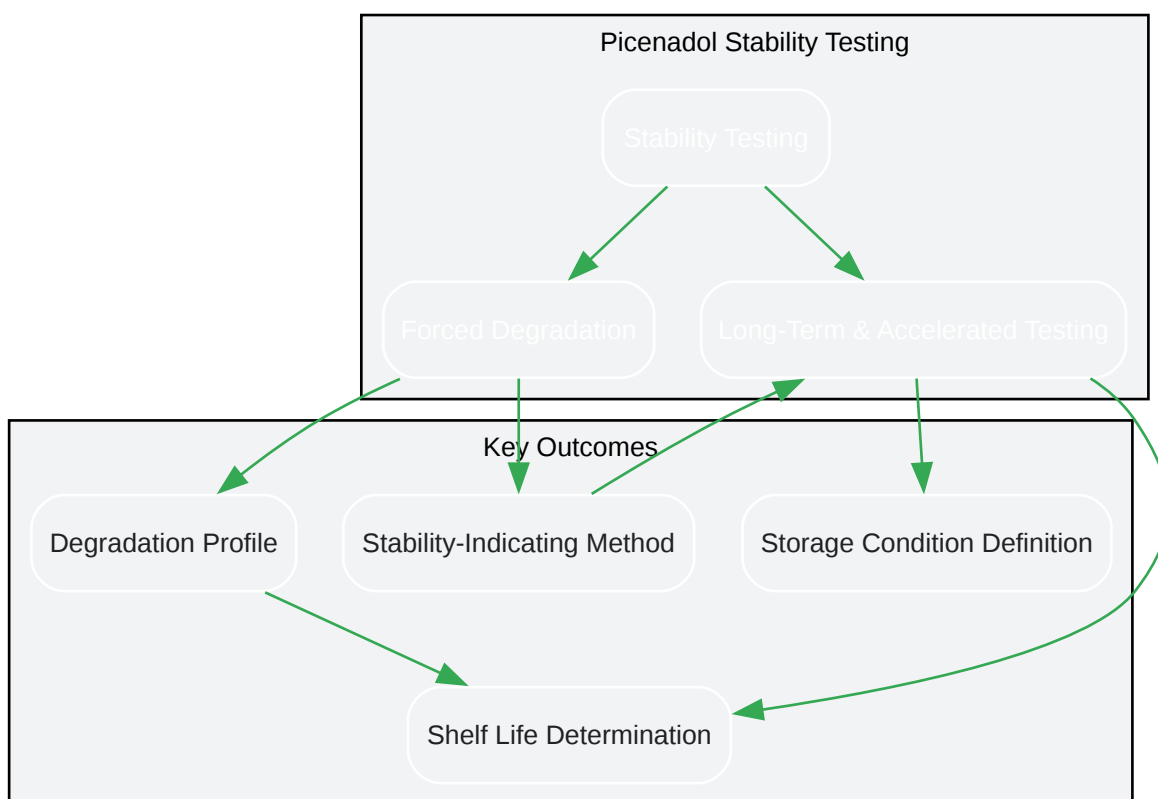 Picenadol Stability Testing
Stability Testing
Forced Degradation
Long-Term & Accelerated Testing
Key Outcomes
Degradation Profile
Stability-Indicating Method
Storage Condition Definition
Shelf Life Determination